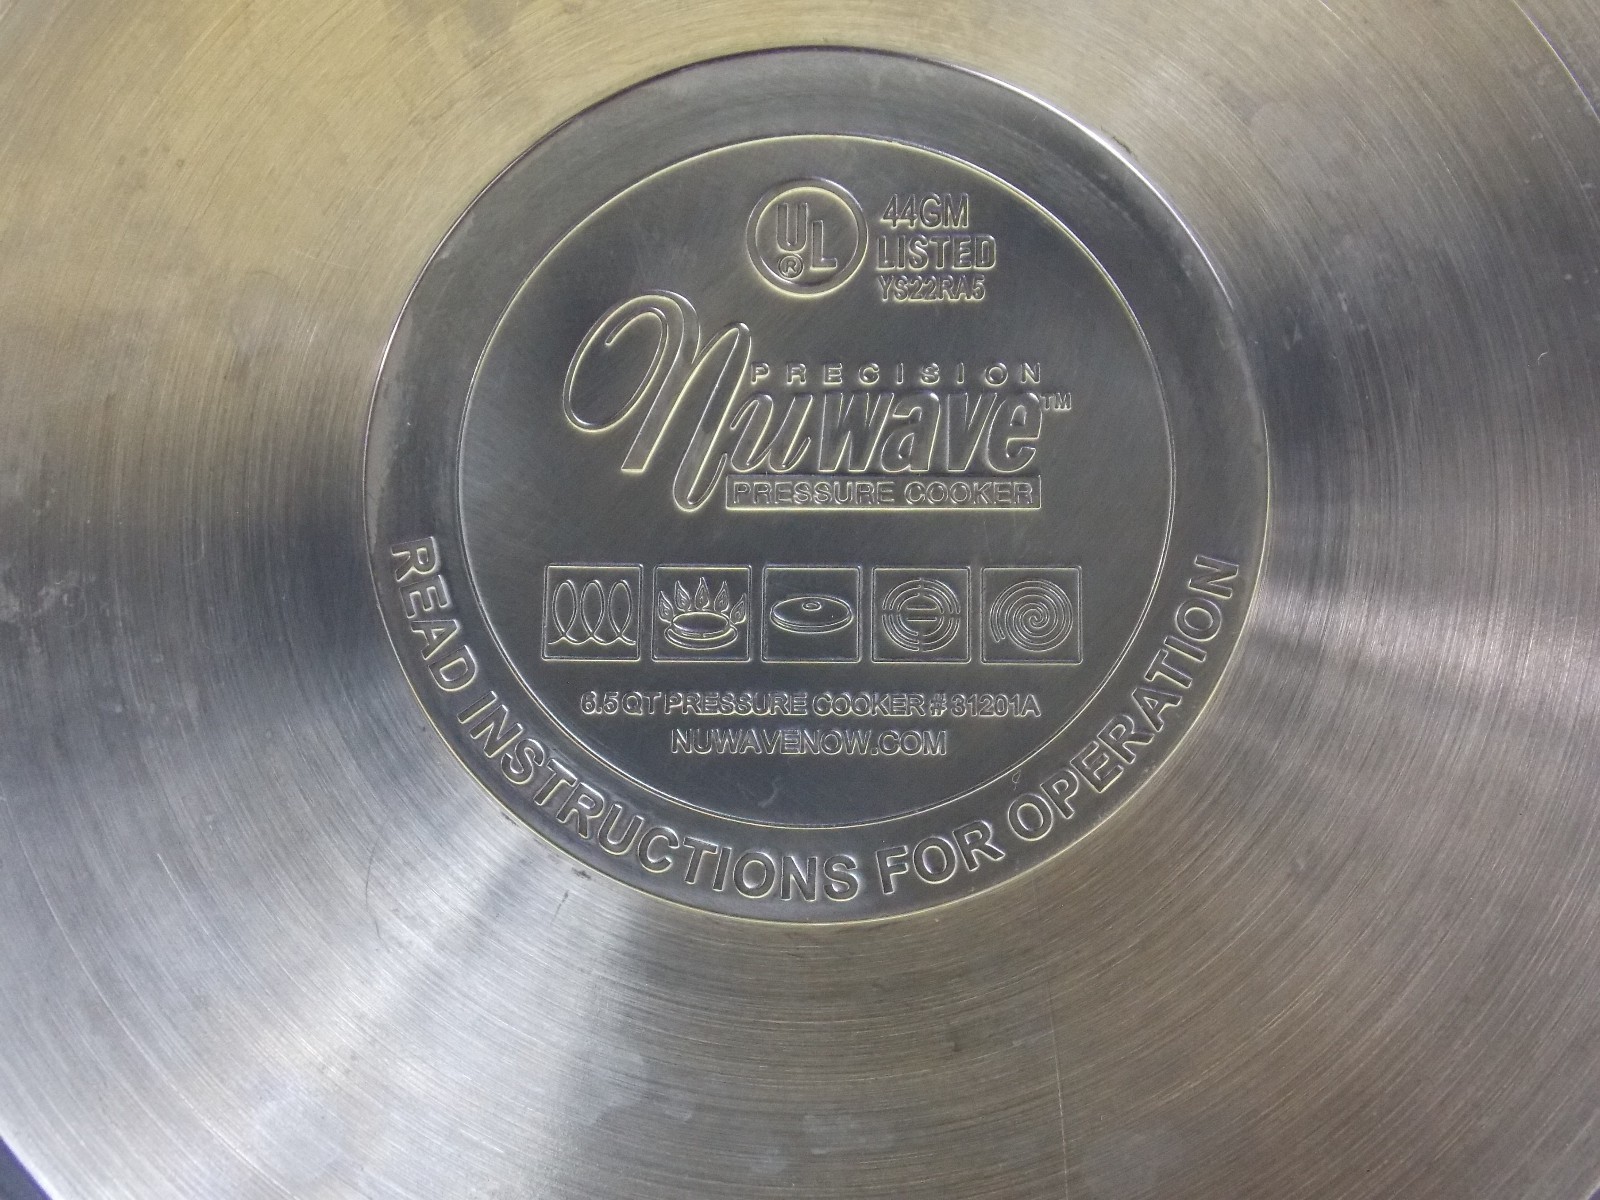 UL®
44GM
LISTED
YS22RA5
PRECISION
Nuwave™
PRESSURE COOKER
6.5 QT PRESSURE COOKER # 31201A
NUWAVENOW.COM
READ INSTRUCTIONS FOR OPERATION